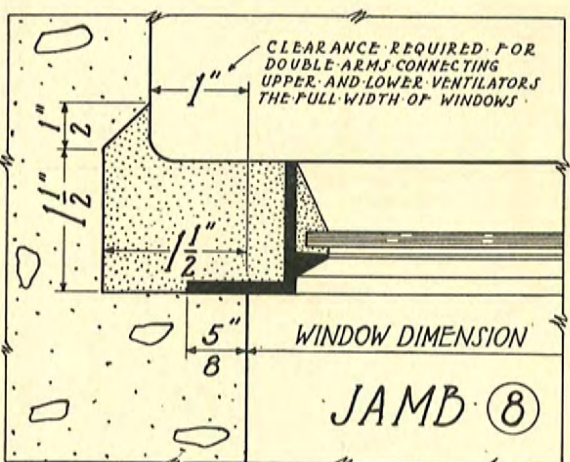 CLEARANCE·REQUIRED·FOR
DOUBLE·ARMS·CONNECTING
UPPER·AND·LOWER·VENTILATORS
THE·FULL·WIDTH·OF·WINDOWS
1"
1"
2
1 1"
2
1 1"
2
5"
8
WINDOW DIMENSION
JAMB 8